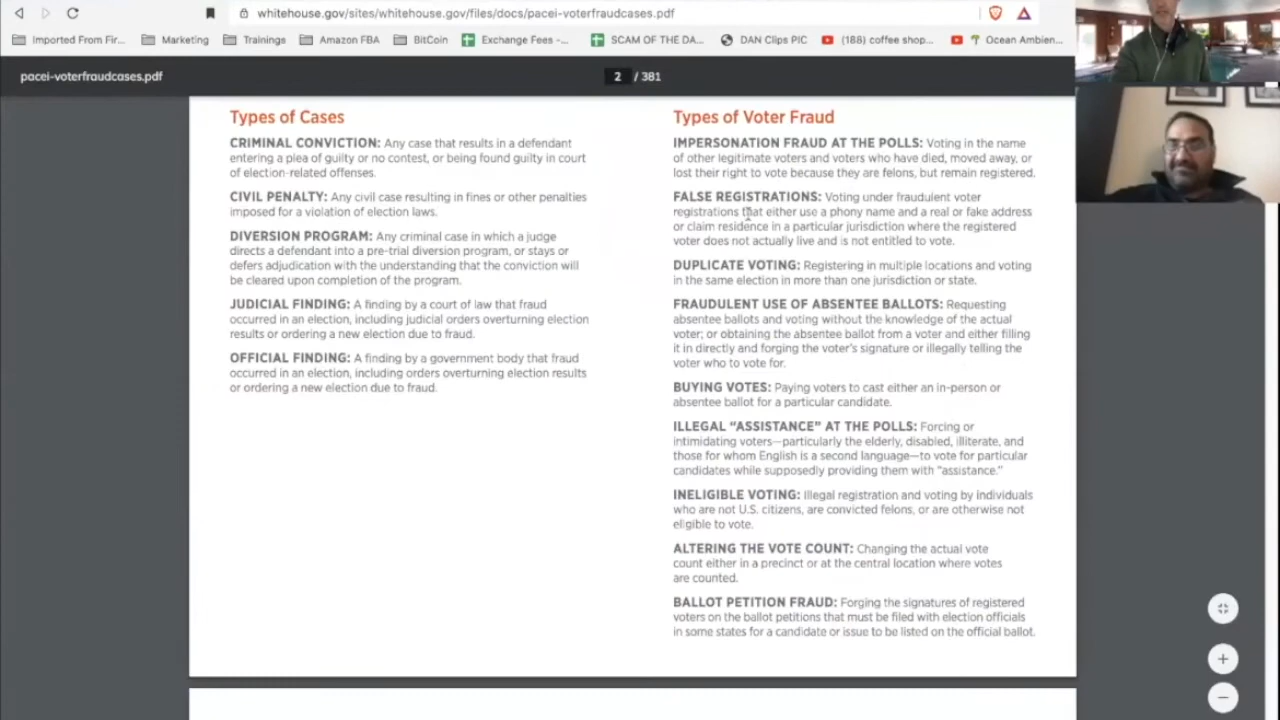 whitehouse.gov/sites/whitehouse.gov/files/docs/pacei-voterfraudcases.pdf
Imported From Fir... Marketing Trainings Amazon FBA BitCoin Exchange Fees -... SCAM OF THE DA... DAN Clips PIC (188) coffee shop... Ocean Ambien...
pacei-voterfraudcases.pdf 2 / 381
Types of Cases
CRIMINAL CONVICTION: Any case that results in a defendant
entering a plea of guilty or no contest, or being found guilty in court
of election-related offenses.
CIVIL PENALTY: Any civil case resulting in fines or other penalties
imposed for a violation of election laws.
DIVERSION PROGRAM: Any criminal case in which a judge
directs a defendant into a pre-trial diversion program, or stays or
defers adjudication with the understanding that the conviction will
be cleared upon completion of the program.
JUDICIAL FINDING: A finding by a court of law that fraud
occurred in an election, including judicial orders overturning election
results or ordering a new election due to fraud.
OFFICIAL FINDING: A finding by a government body that fraud
occurred in an election, including orders overturning election results
or ordering a new election due to fraud.
Types of Voter Fraud
IMPERSONATION FRAUD AT THE POLLS: Voting in the name
of other legitimate voters and voters who have died, moved away, or
lost their right to vote because they are felons, but remain registered.
FALSE REGISTRATIONS: Voting under fraudulent voter
registrations that either use a phony name and a real or fake address
or claim residence in a particular jurisdiction where the registered
voter does not actually live and is not entitled to vote.
DUPLICATE VOTING: Registering in multiple locations and voting
in the same election in more than one jurisdiction or state.
FRAUDULENT USE OF ABSENTEE BALLOTS: Requesting
absentee ballots and voting without the knowledge of the actual
voter; or obtaining the absentee ballot from a voter and either filling
it in directly and forging the voter's signature or illegally telling the
voter who to vote for.
BUYING VOTES: Paying voters to cast either an in-person or
absentee ballot for a particular candidate.
ILLEGAL “ASSISTANCE” AT THE POLLS: Forcing or
intimidating voters—particularly the elderly, disabled, illiterate, and
those for whom English is a second language—to vote for particular
candidates while supposedly providing them with “assistance.”
INELIGIBLE VOTING: Illegal registration and voting by individuals
who are not U.S. citizens, are convicted felons, or are otherwise not
eligible to vote.
ALTERING THE VOTE COUNT: Changing the actual vote
count either in a precinct or at the central location where votes
are counted.
BALLOT PETITION FRAUD: Forging the signatures of registered
voters on the ballot petitions that must be filed with election officials
in some states for a candidate or issue to be listed on the official ballot.